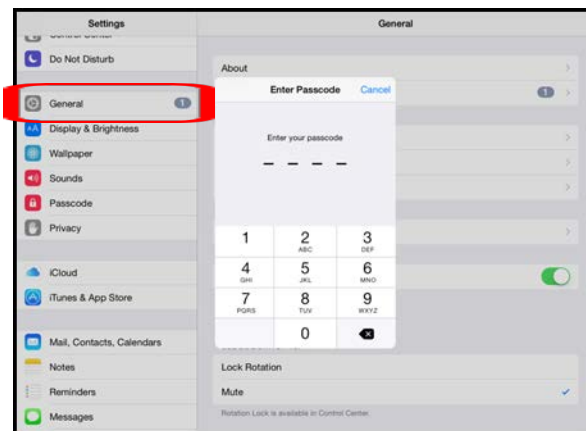 Settings
General
Do Not Disturb
General
1
Display & Brightness
Wallpaper
Sounds
Passcode
Privacy
iCloud
iTunes & App Store
Mail, Contacts, Calendars
Notes
Reminders
Messages
About
1
Enter Passcode
Cancel
Enter your passcode
1
2
ABC
3
DEF
4
GHI
5
JKL
6
MNO
7
PQRS
8
TUV
9
WXYZ
0
Lock Rotation
Mute
Rotation Lock is available in Control Center.